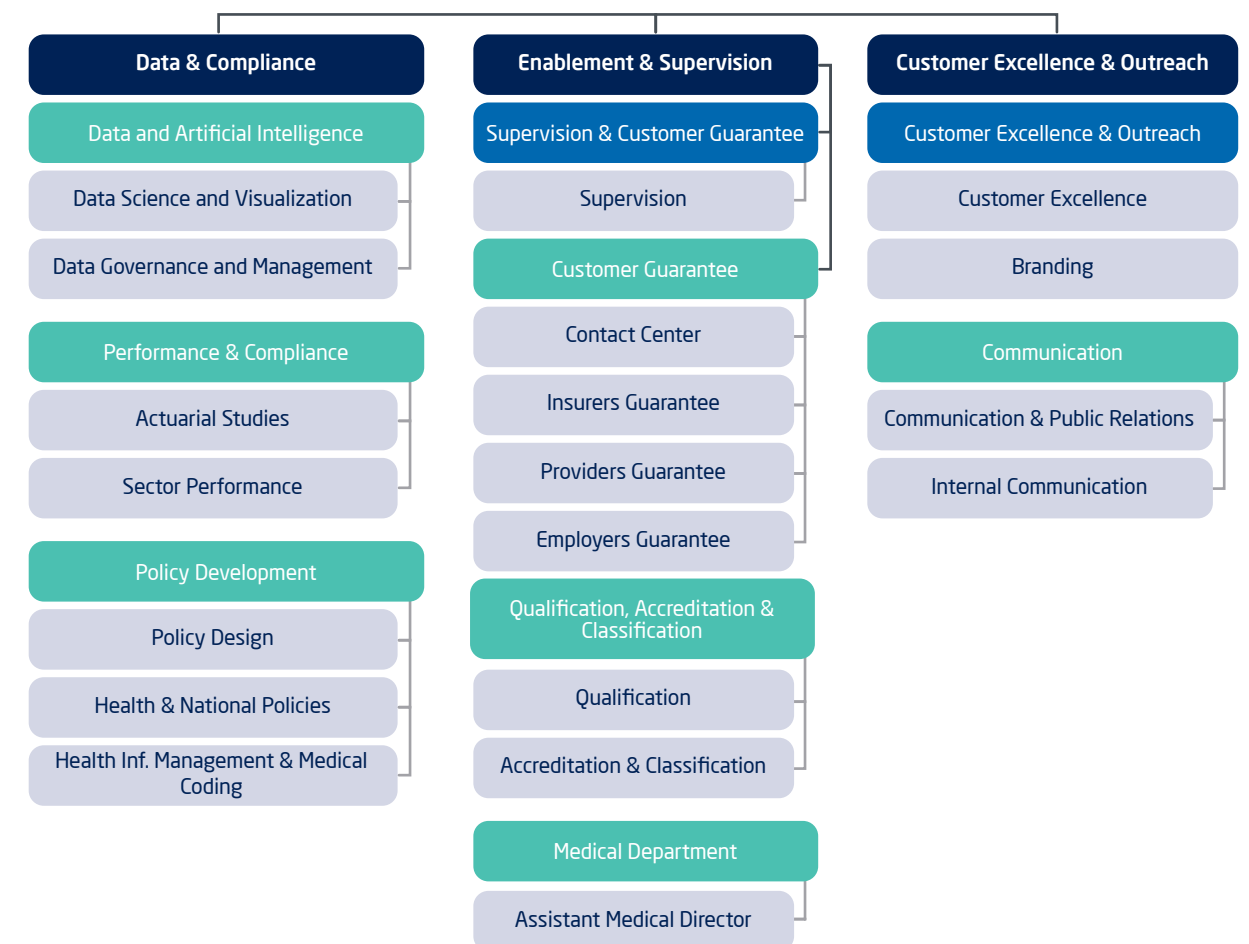 Data & Compliance
Data and Artificial Intelligence
Data Science and Visualization
Data Governance and Management
Performance & Compliance
Actuarial Studies
Sector Performance
Policy Development
Policy Design
Health & National Policies
Health Inf. Management & Medical
Coding
Enablement & Supervision
Supervision & Customer Guarantee
Supervision
Customer Guarantee
Contact Center
Insurers Guarantee
Providers Guarantee
Employers Guarantee
Qualification, Accreditation &
Classification
Qualification
Accreditation & Classification
Medical Department
Assistant Medical Director
Customer Excellence & Outreach
Customer Excellence & Outreach
Customer Excellence
Branding
Communication
Communication & Public Relations
Internal Communication